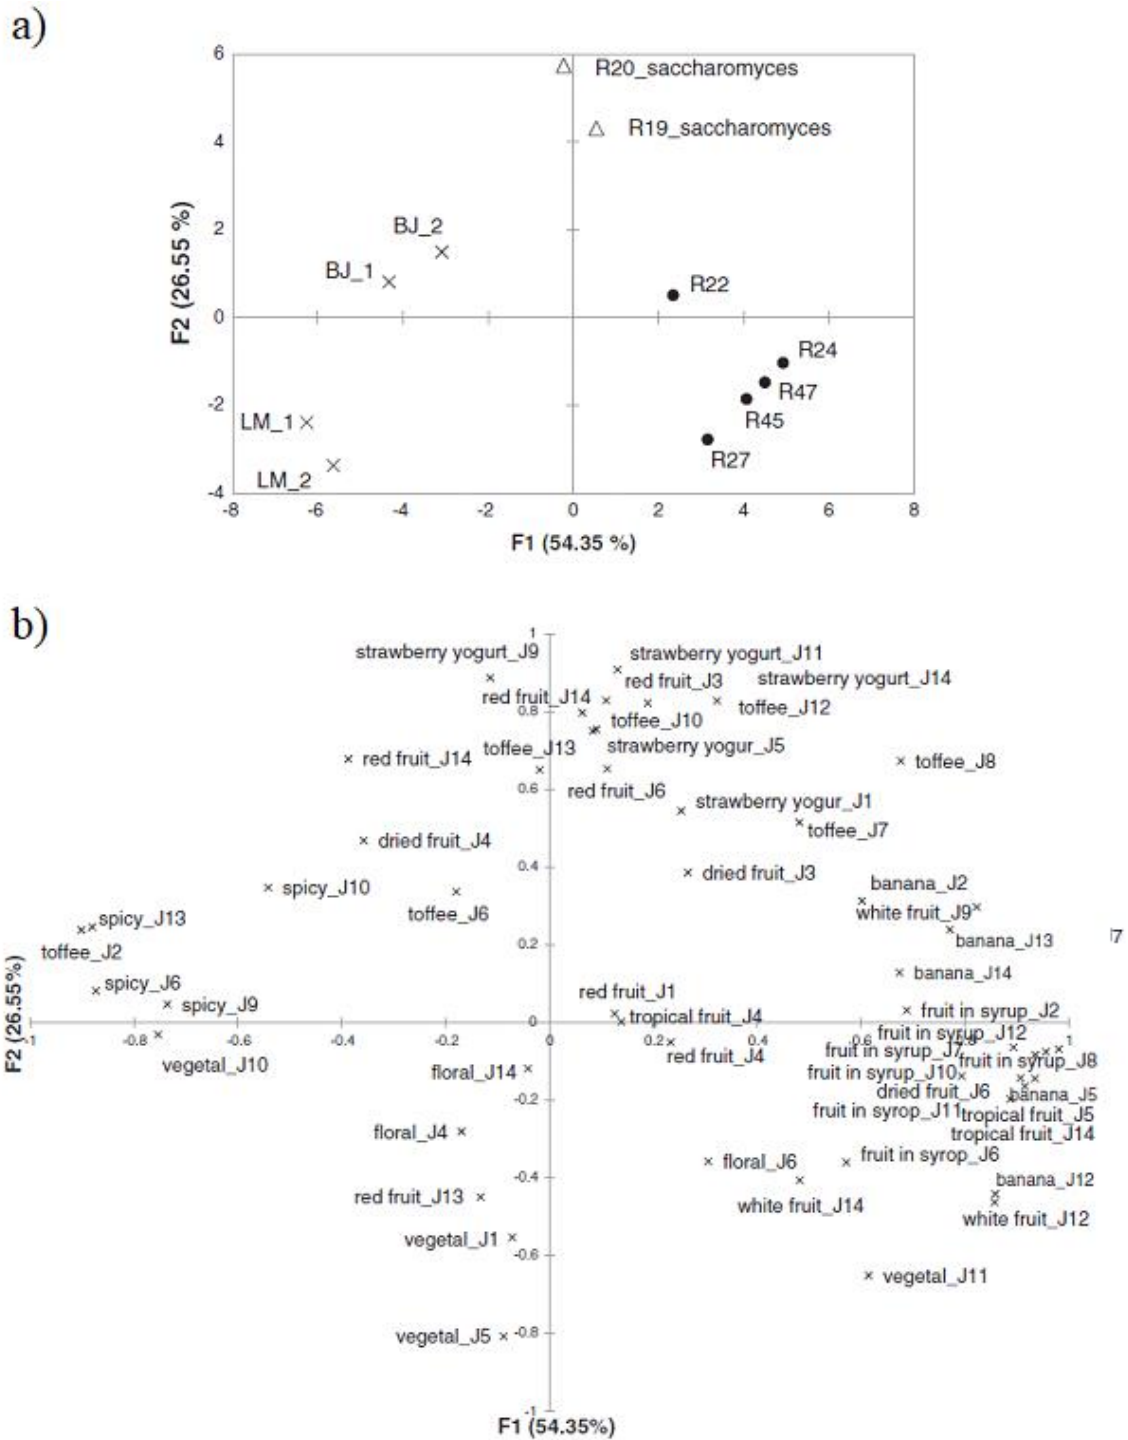 a)
6
R20_saccharomyces
R19_saccharomyces
4
BJ_2
2
BJ_1
R22
0
F2 (26.55 %)
R24
R47
-2
LM_1
R45
R27
LM_2
-4
-8 -6 -4 -2 0 2 4 6 8
F1 (54.35 %)
b)
1
strawberry yogurt_J9
strawberry yogurt_J11
red fruit_J3
strawberry yogurt_J14
red fruit_J14
0.8
toffee_J12
toffee_J10
toffee_J13
strawberry yogur_J5
red fruit_J14
toffee_J8
0.6
red fruit_J6
strawberry yogur_J1
toffee_J7
dried fruit_J4
0.4
dried fruit_J3
spicy_J10
banana_J2
toffee_J6
white fruit_J9
spicy_J13
0.2
banana_J13
toffee_J2
banana_J14
spicy_J6
red fruit_J1
spicy_J9
fruit in syrup_J2
F2 (26.55%)
0
tropical fruit_J4
-1 -0.8 -0.6 -0.4 -0.2 0 0.2 0.4 0.6 0.8 1
fruit in syrup_J12
red fruit_J4
fruit in syrup_J7
fruit in syrup_J8
vegetal_J10
floral_J14
fruit in syrup_J10
dried fruit_J6
banana_J5
-0.2
fruit in syrop_J11
tropical fruit_J5
floral_J4
tropical fruit_J14
fruit in syrop_J6
floral_J6
-0.4
banana_J12
red fruit_J13
white fruit_J14
white fruit_J12
vegetal_J1
-0.6
vegetal_J11
vegetal_J5
-0.8
-1
F1 (54.35%)